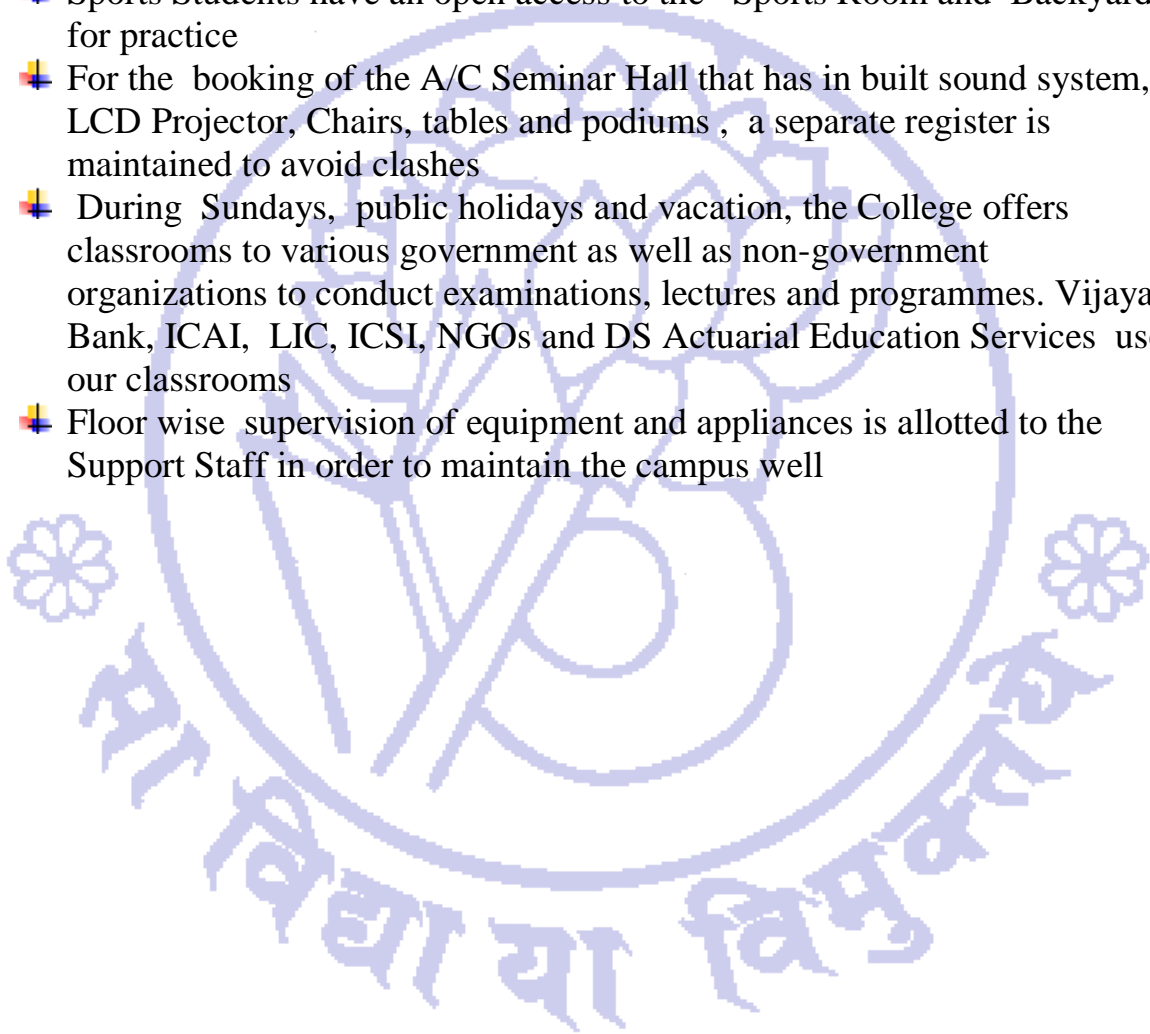 Sports Students have an open access to the Sports Room and Backyard
for practice
For the booking of the A/C Seminar Hall that has in built sound system,
LCD Projector, Chairs, tables and podiums , a separate register is
maintained to avoid clashes
During Sundays, public holidays and vacation, the College offers
classrooms to various government as well as non-government
organizations to conduct examinations, lectures and programmes. Vijaya
Bank, ICAI, LIC, ICSI, NGOs and DS Actuarial Education Services us
our classrooms
Floor wise supervision of equipment and appliances is allotted to the
Support Staff in order to maintain the campus well
सा विद्या या विमुक्तये